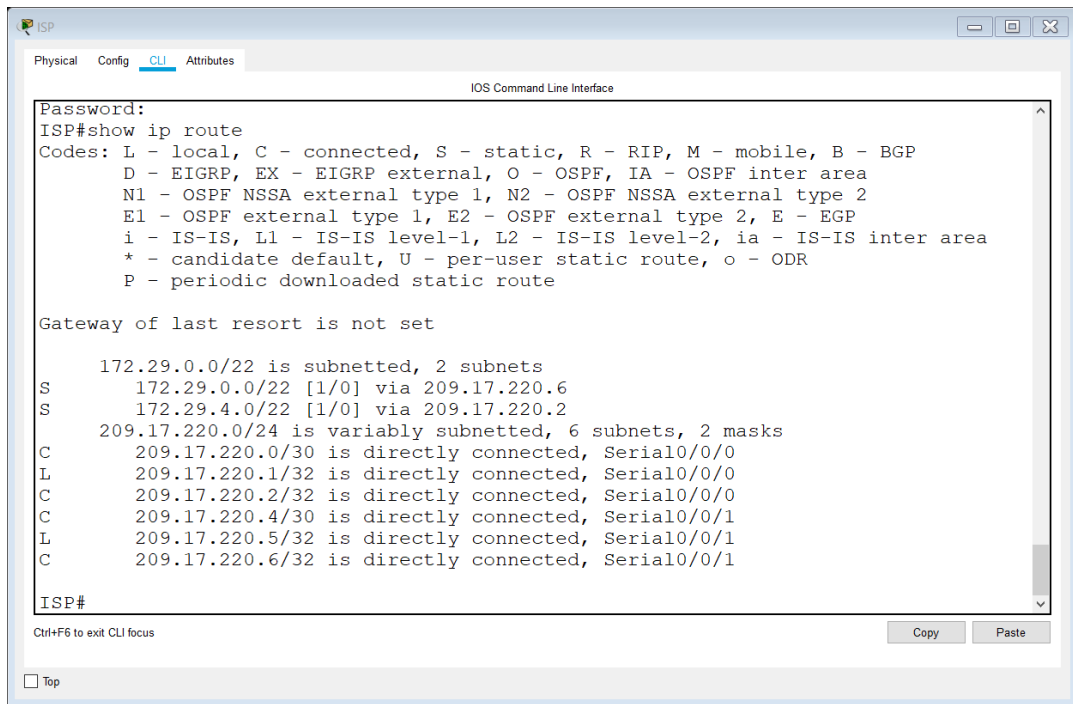 ISP
Physical Config CLI Attributes
IOS Command Line Interface
Password:
ISP#show ip route
Codes: L - local, C - connected, S - static, R - RIP, M - mobile, B - BGP
D - EIGRP, EX - EIGRP external, O - OSPF, IA - OSPF inter area
N1 - OSPF NSSA external type 1, N2 - OSPF NSSA external type 2
E1 - OSPF external type 1, E2 - OSPF external type 2, E - EGP
i - IS-IS, L1 - IS-IS level-1, L2 - IS-IS level-2, ia - IS-IS inter area
* - candidate default, U - per-user static route, o - ODR
P - periodic downloaded static route
Gateway of last resort is not set
172.29.0.0/22 is subnetted, 2 subnets
S 172.29.0.0/22 [1/0] via 209.17.220.6
S 172.29.4.0/22 [1/0] via 209.17.220.2
209.17.220.0/24 is variably subnetted, 6 subnets, 2 masks
C 209.17.220.0/30 is directly connected, Serial0/0/0
L 209.17.220.1/32 is directly connected, Serial0/0/0
C 209.17.220.2/32 is directly connected, Serial0/0/0
C 209.17.220.4/30 is directly connected, Serial0/0/1
L 209.17.220.5/32 is directly connected, Serial0/0/1
C 209.17.220.6/32 is directly connected, Serial0/0/1
ISP#
Ctrl+F6 to exit CLI focus Copy Paste
Top